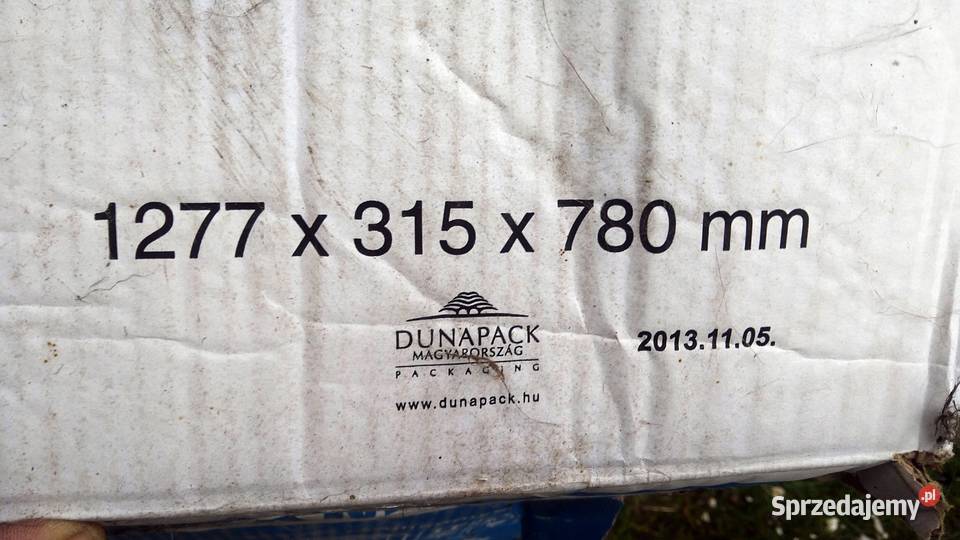 1277 x 315 x 780 mm
DUNAPACK
MAGYARORSZÁG
PACKAGING
www.dunapack.hu
2013.11.05.
Sprzedajemy.pl